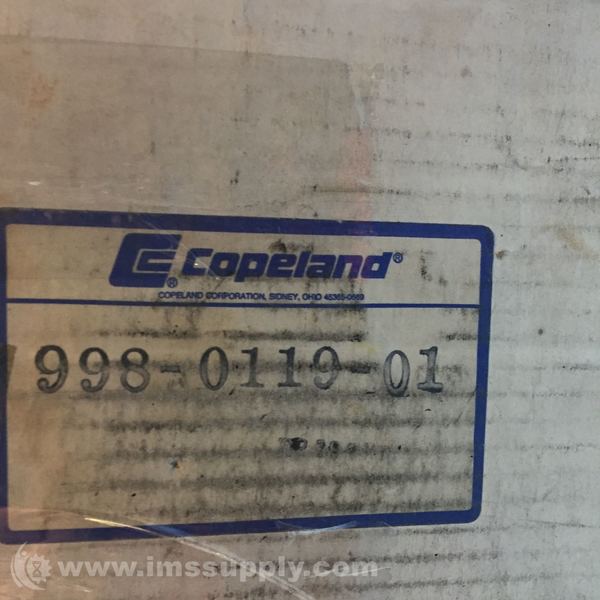 Copeland®
®
COPELAND CORPORATION, SIDNEY, OHIO 45365-0669
998-0119-01
© www.imssupply.com